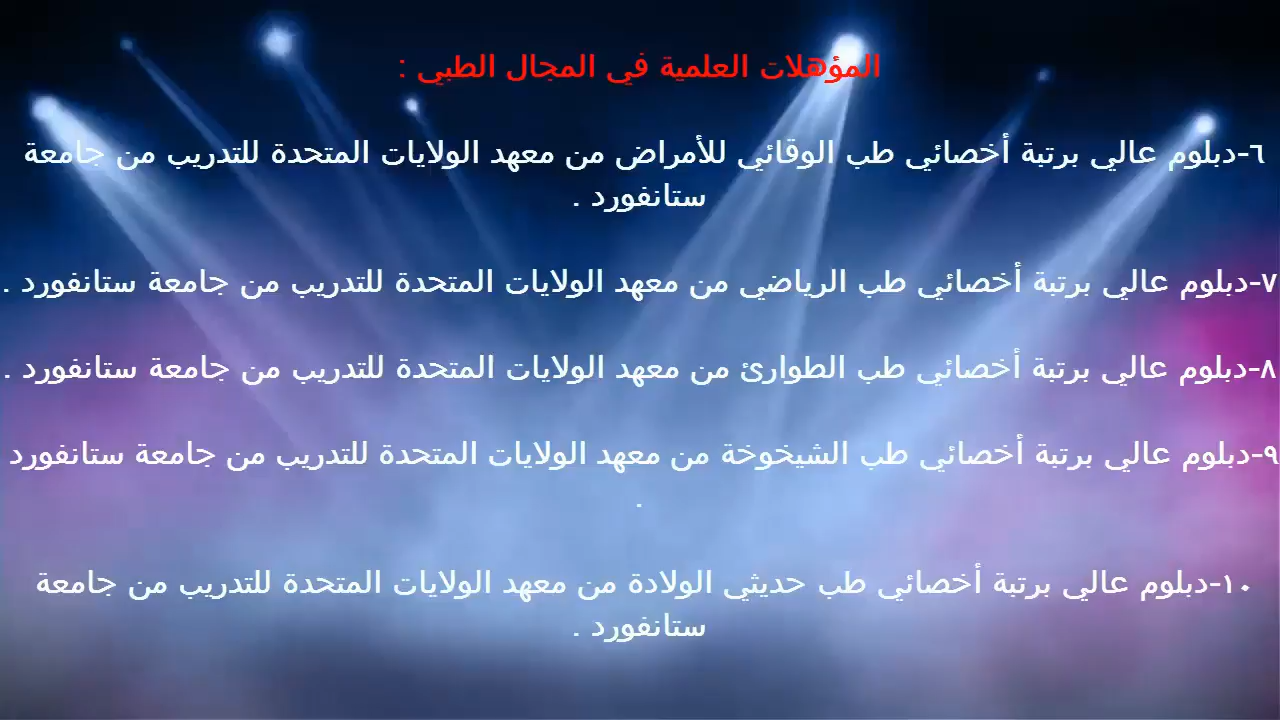 المؤهلات العلمية في المجال الطبي :
٦-دبلوم عالي برتبة أخصائي طب الوقائي للأمراض من معهد الولايات المتحدة للتدريب من جامعة
ستانفورد .
٧-دبلوم عالي برتبة أخصائي طب الرياضي من معهد الولايات المتحدة للتدريب من جامعة ستانفورد .
٨-دبلوم عالي برتبة أخصائي طب الطوارئ من معهد الولايات المتحدة للتدريب من جامعة ستانفورد .
٩-دبلوم عالي برتبة أخصائي طب الشيخوخة من معهد الولايات المتحدة للتدريب من جامعة ستانفورد
.
١٠-دبلوم عالي برتبة أخصائي طب حديثي الولادة من معهد الولايات المتحدة للتدريب من جامعة
ستانفورد .